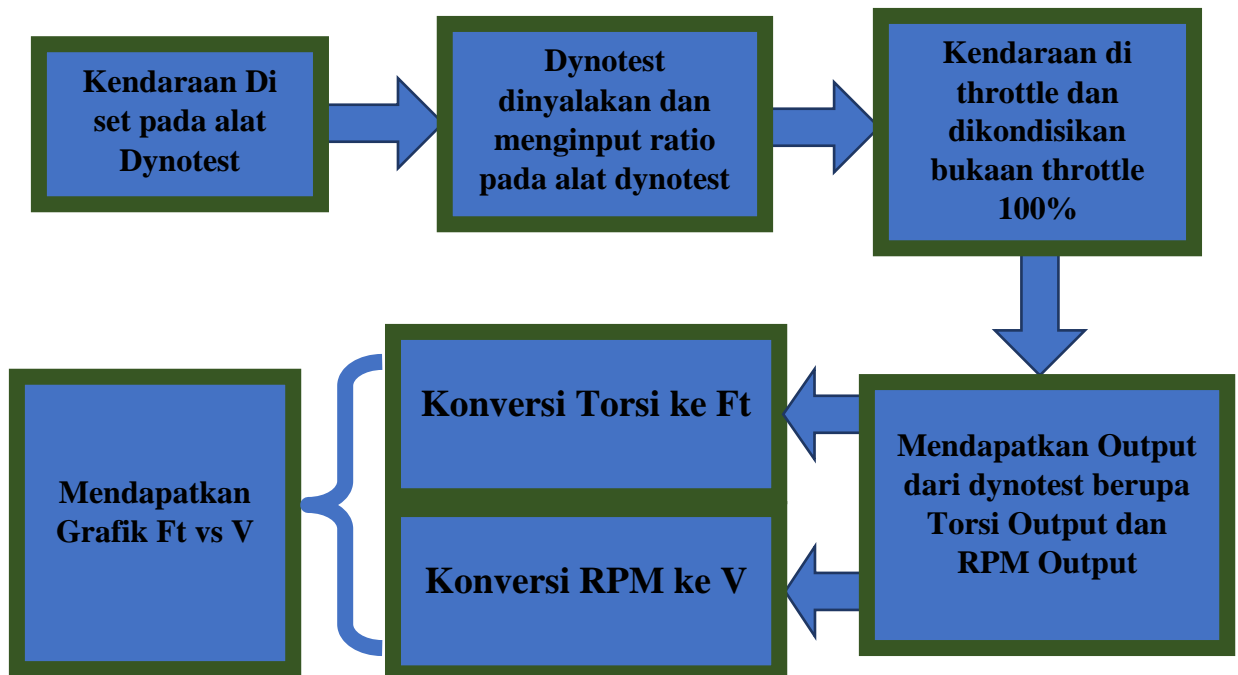 Kendaraan Di
set pada alat
Dynotest
Dynotest
dinyalakan dan
menginput ratio
pada alat dynotest
Kendaraan di
throttle dan
dikondisikan
bukaan throttle
100%
Mendapatkan Output
dari dynotest berupa
Torsi Output dan
RPM Output
Konversi Torsi ke Ft
Konversi RPM ke V
Mendapatkan
Grafik Ft vs V